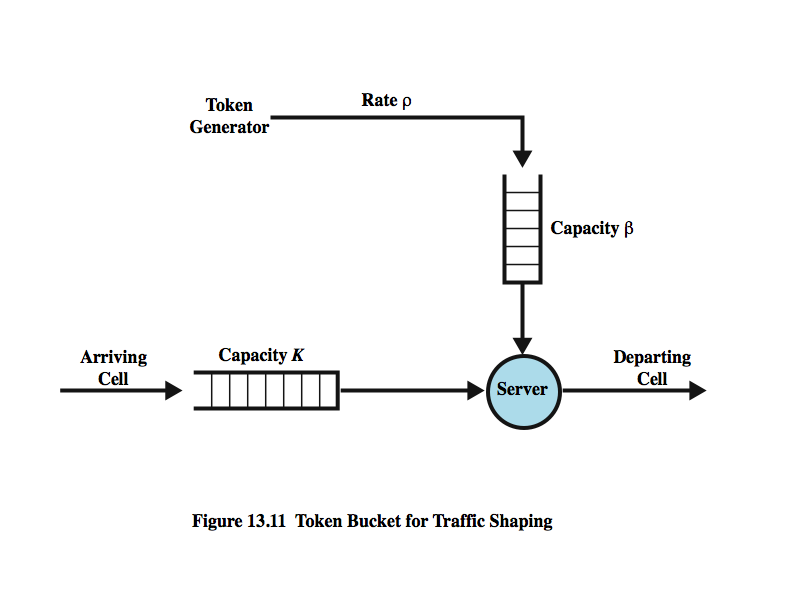 Token
Generator
Rate ρ
Capacity β
Arriving
Cell
Capacity K
Server
Departing
Cell
Figure 13.11 Token Bucket for Traffic Shaping